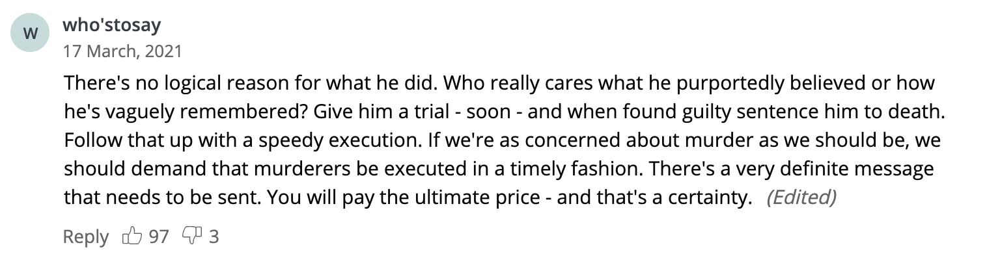 W
who'stosay
17 March, 2021
There's no logical reason for what he did. Who really cares what he purportedly believed or how
he's vaguely remembered? Give him a trial - soon - and when found guilty sentence him to death.
Follow that up with a speedy execution. If we're as concerned about murder as we should be, we
should demand that murderers be executed in a timely fashion. There's a very definite message
that needs to be sent. You will pay the ultimate price - and that's a certainty. (Edited)
Reply 97 3